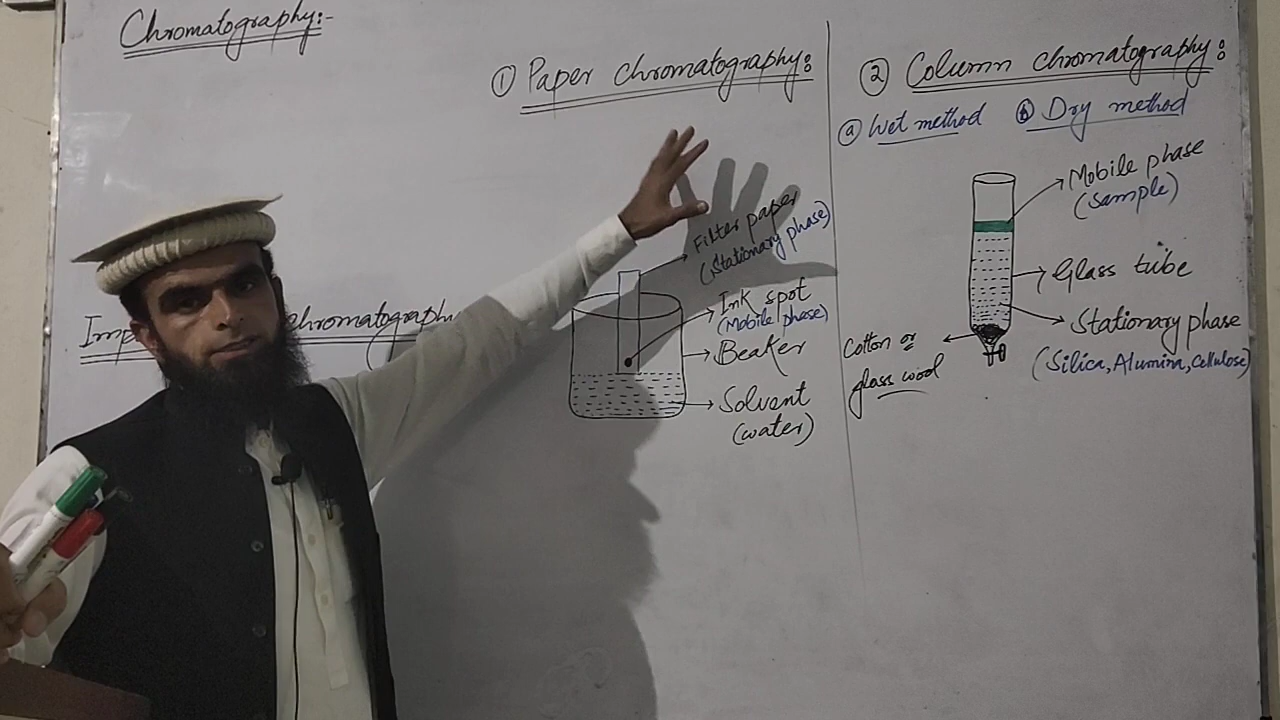 Chromatography:-
① Paper chromatography:
Filter paper
(Stationary phase)
Ink spot
(Mobile phase)
Beaker
Solvent
(water)
② Column chromatography:
ⓐ Wet method ⓑ Dry method
Mobile phase
(Sample)
Glass tube
Stationary phase
(Silica, Alumina, Cellulose)
Cotton or
glass wool